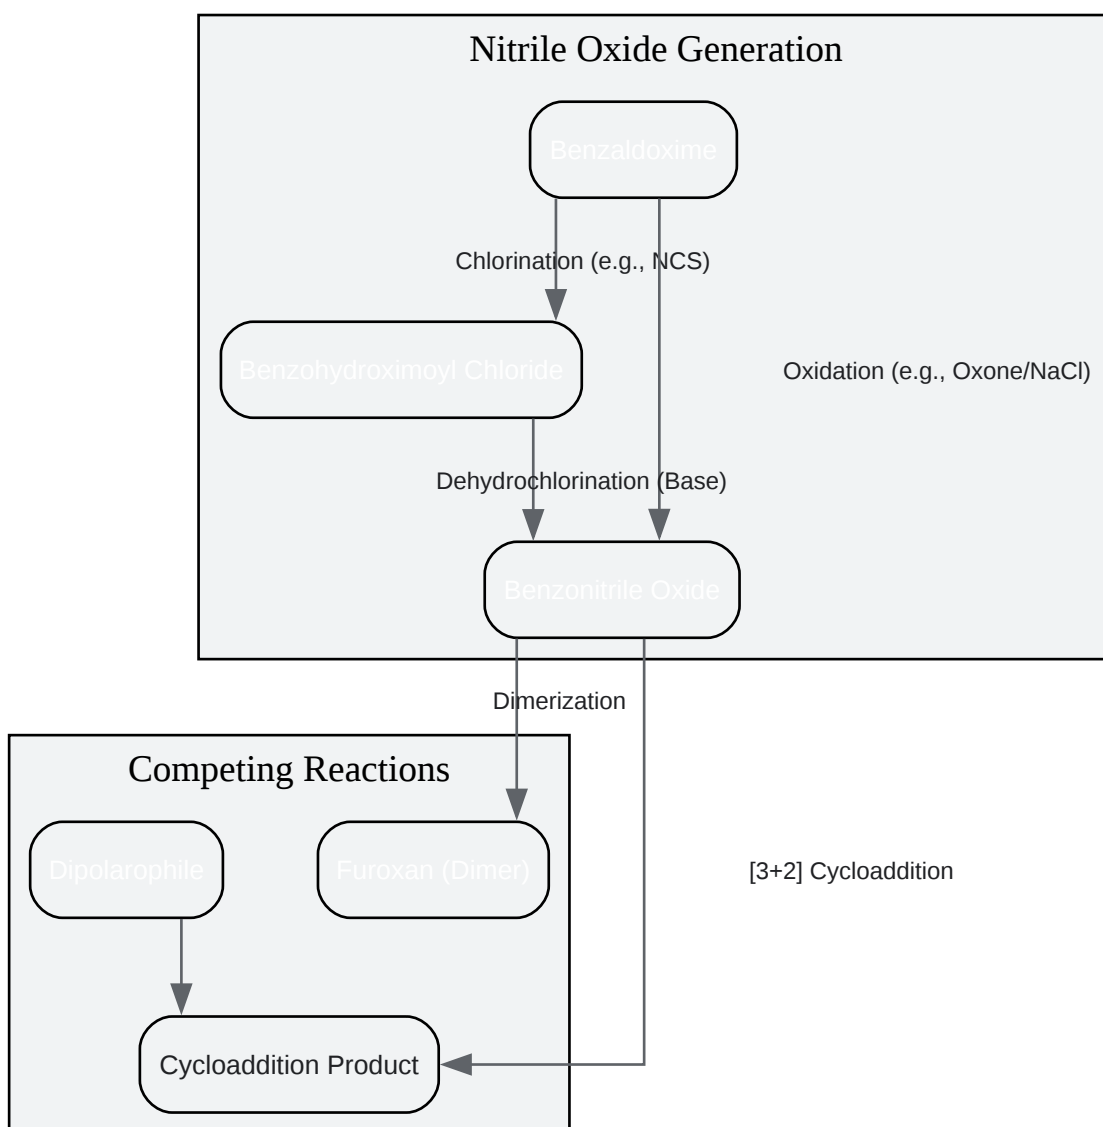 Nitrile Oxide Generation
Benzaldoxime
Chlorination (e.g., NCS)
Benzohydroximoyl Chloride
Oxidation (e.g., Oxone/NaCl)
Dehydrochlorination (Base)
Benzonitrile Oxide
Dimerization
Competing Reactions
Dipolarophile
Furoxan (Dimer)
[3+2] Cycloaddition
Cycloaddition Product